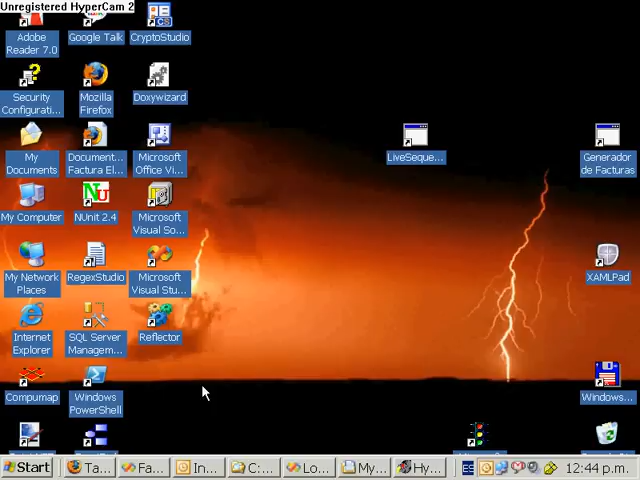 Unregistered HyperCam 2
Adobe
Reader 7.0
Google Talk
CryptoStudio
Security
Configurati...
Mozilla
Firefox
Doxywizard
My
Documents
Document...
Factura El...
Microsoft
Office Vi...
LiveSeque...
Generador
de Facturas
My Computer
NUnit 2.4
Microsoft
Visual So...
My Network
Places
RegexStudio
Microsoft
Visual Stu...
XAMLPad
Internet
Explorer
SQL Server
Managem...
Reflector
Compumap
Windows
PowerShell
Windows...
Start
Ta...
Fa...
In...
C:...
Lo...
My...
Hy...
ES
12:44 p.m.